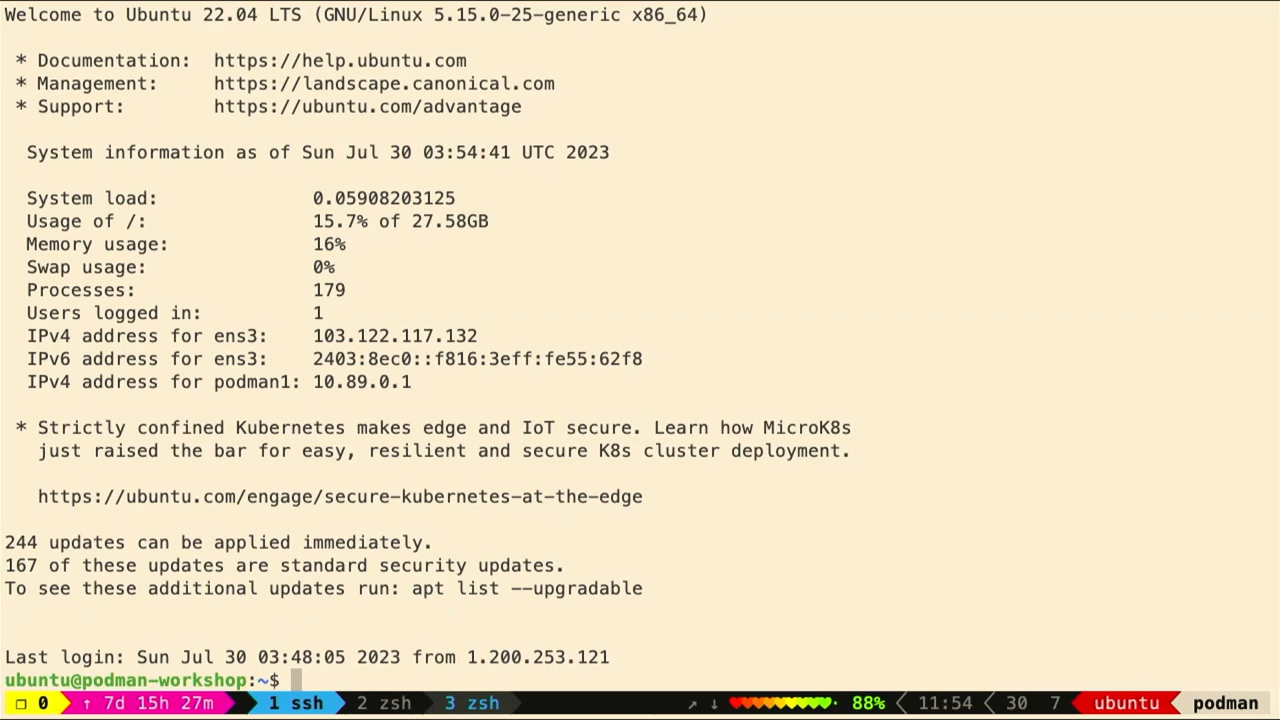 Welcome to Ubuntu 22.04 LTS (GNU/Linux 5.15.0-25-generic x86_64)
* Documentation: https://help.ubuntu.com
* Management: https://landscape.canonical.com
* Support: https://ubuntu.com/advantage
System information as of Sun Jul 30 03:54:41 UTC 2023
System load: 0.05908203125
Usage of /: 15.7% of 27.58GB
Memory usage: 16%
Swap usage: 0%
Processes: 179
Users logged in: 1
IPv4 address for ens3: 103.122.117.132
IPv6 address for ens3: 2403:8ec0::f816:3eff:fe55:62f8
IPv4 address for podman1: 10.89.0.1
* Strictly confined Kubernetes makes edge and IoT secure. Learn how MicroK8s
just raised the bar for easy, resilient and secure K8s cluster deployment.
https://ubuntu.com/engage/secure-kubernetes-at-the-edge
244 updates can be applied immediately.
167 of these updates are standard security updates.
To see these additional updates run: apt list --upgradable
Last login: Sun Jul 30 03:48:05 2023 from 1.200.253.121
ubuntu@podman-workshop:~$
❐ 0 ↑ 7d 15h 27m 1 ssh 2 zsh 3 zsh ↗ ↓ ♥♥♥♥♥♥♥♥♥♥ 88% 11:54 30 7 ubuntu podman